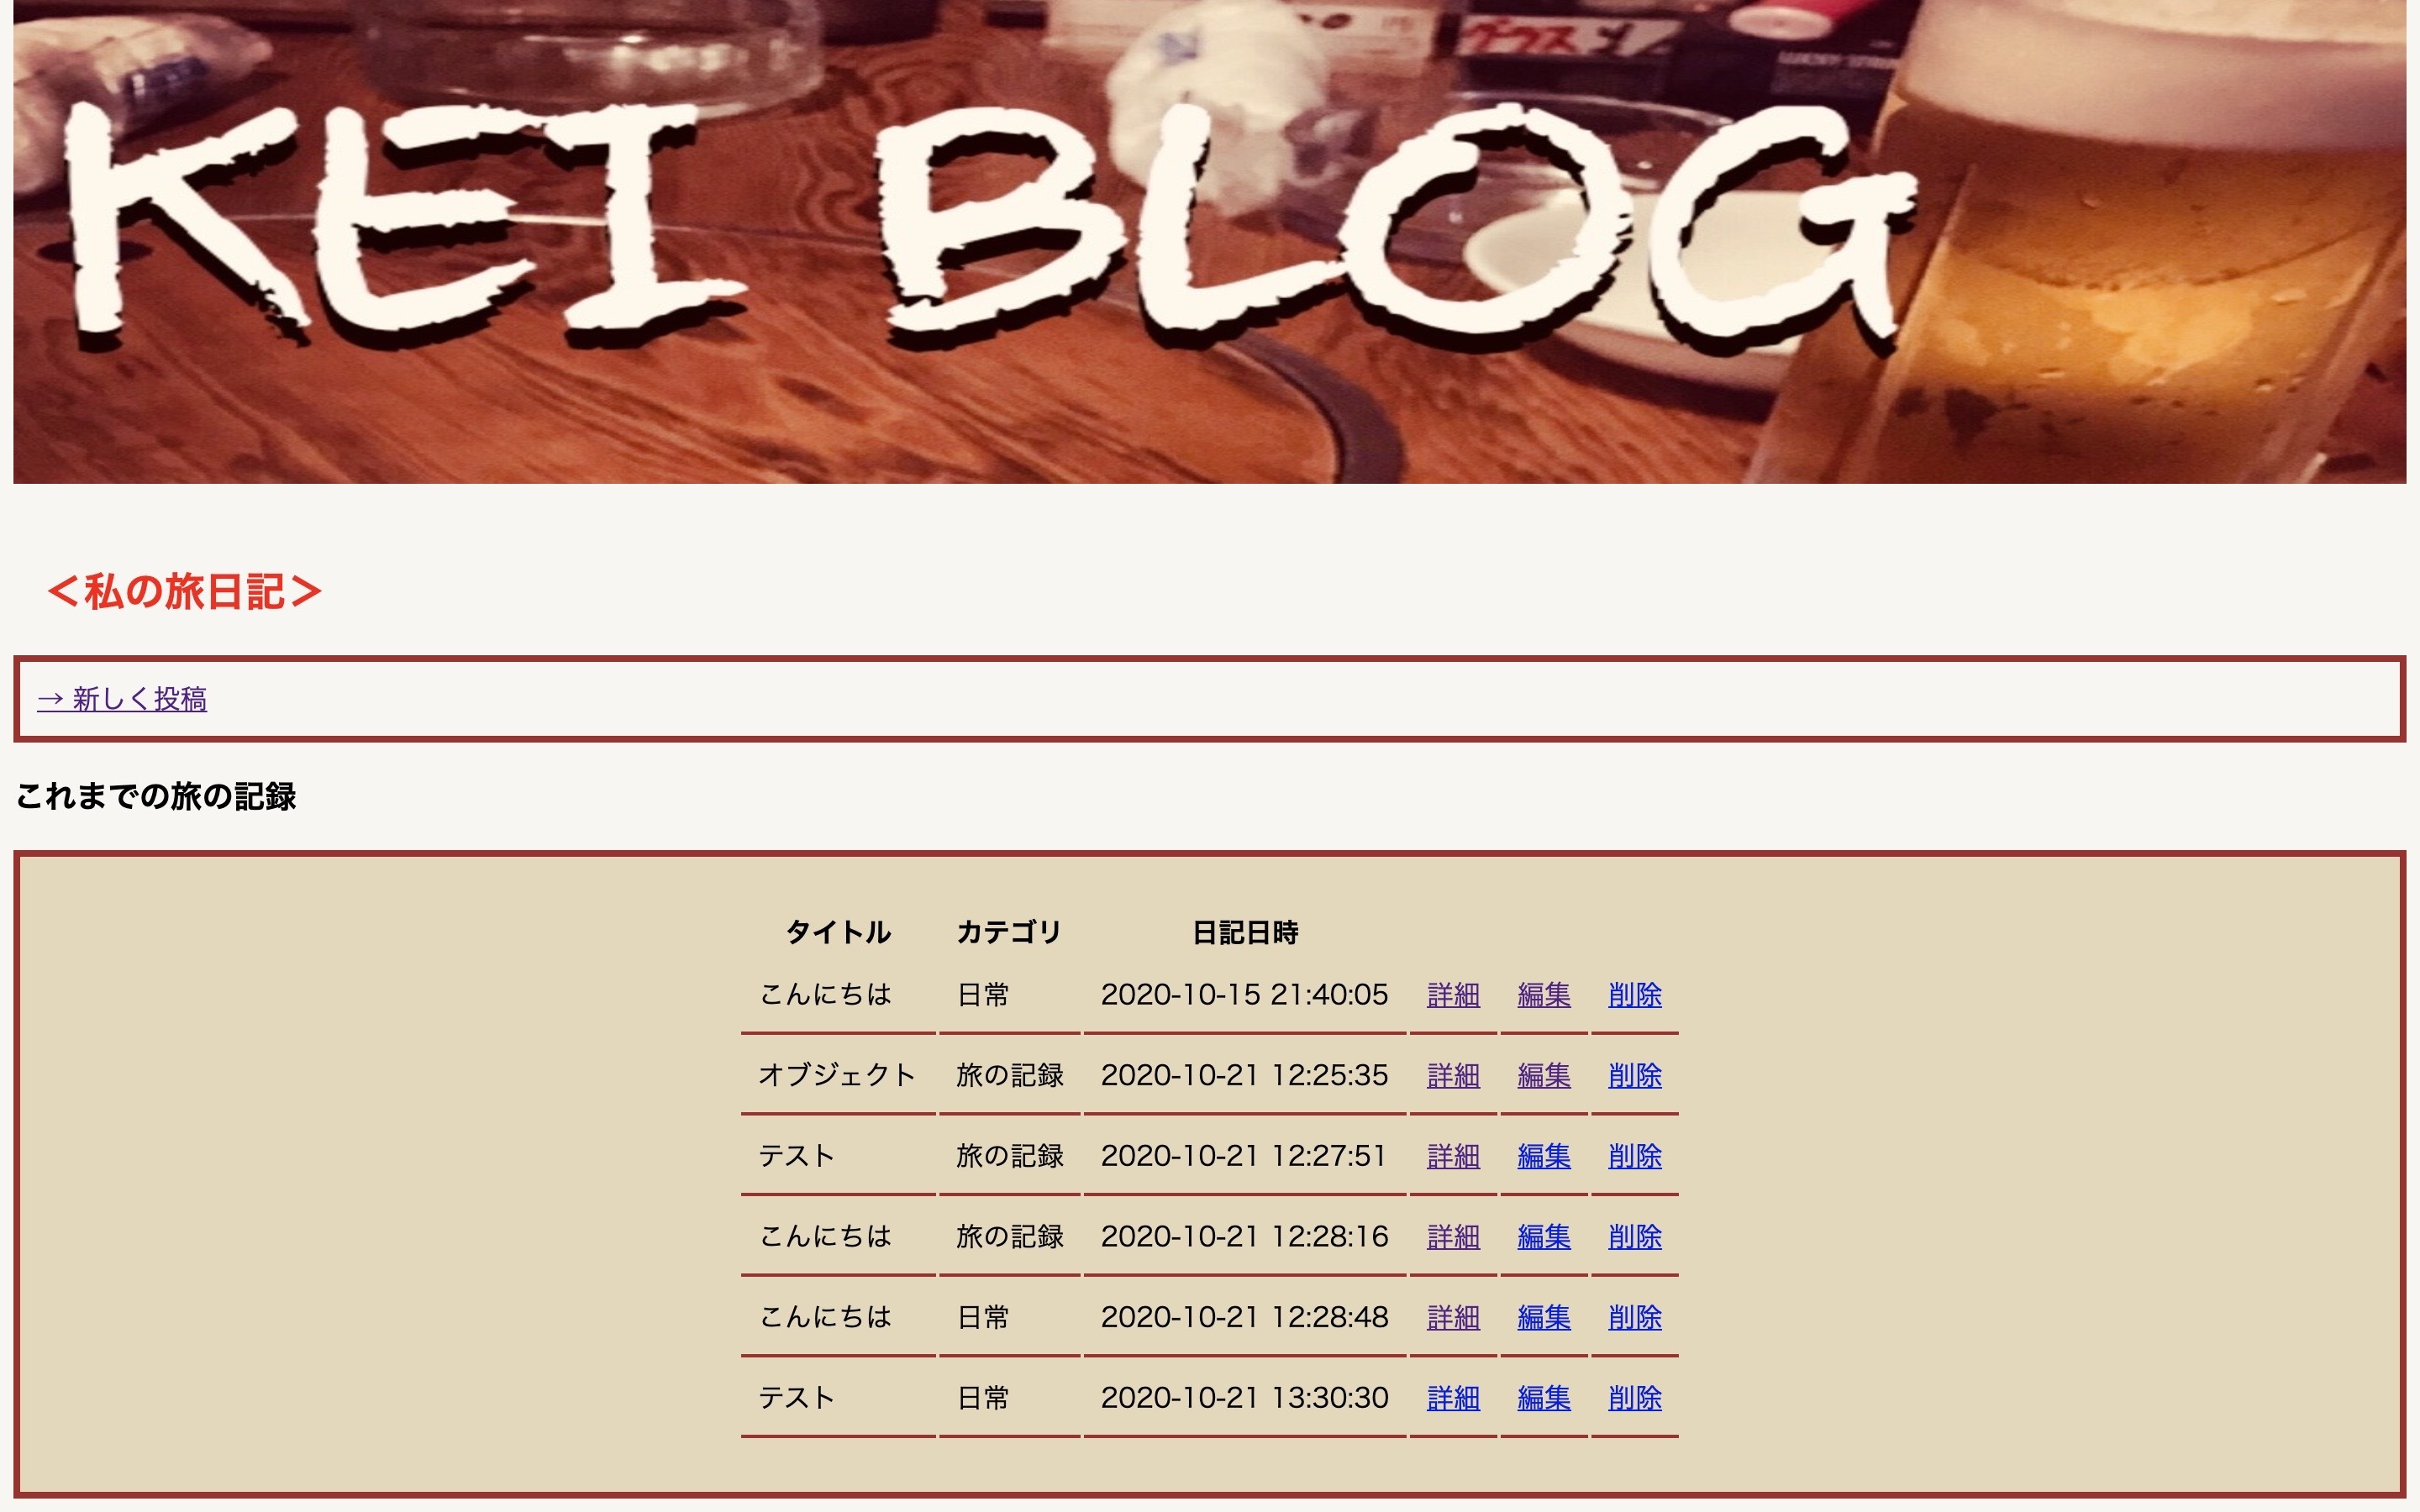 グラス
KEI BLOG
＜私の旅日記＞
→ 新しく投稿
これまでの旅の記録
タイトル カテゴリ 日記日時
こんにちは 日常 2020-10-15 21:40:05 詳細 編集 削除
オブジェクト 旅の記録 2020-10-21 12:25:35 詳細 編集 削除
テスト 旅の記録 2020-10-21 12:27:51 詳細 編集 削除
こんにちは 旅の記録 2020-10-21 12:28:16 詳細 編集 削除
こんにちは 日常 2020-10-21 12:28:48 詳細 編集 削除
テスト 日常 2020-10-21 13:30:30 詳細 編集 削除